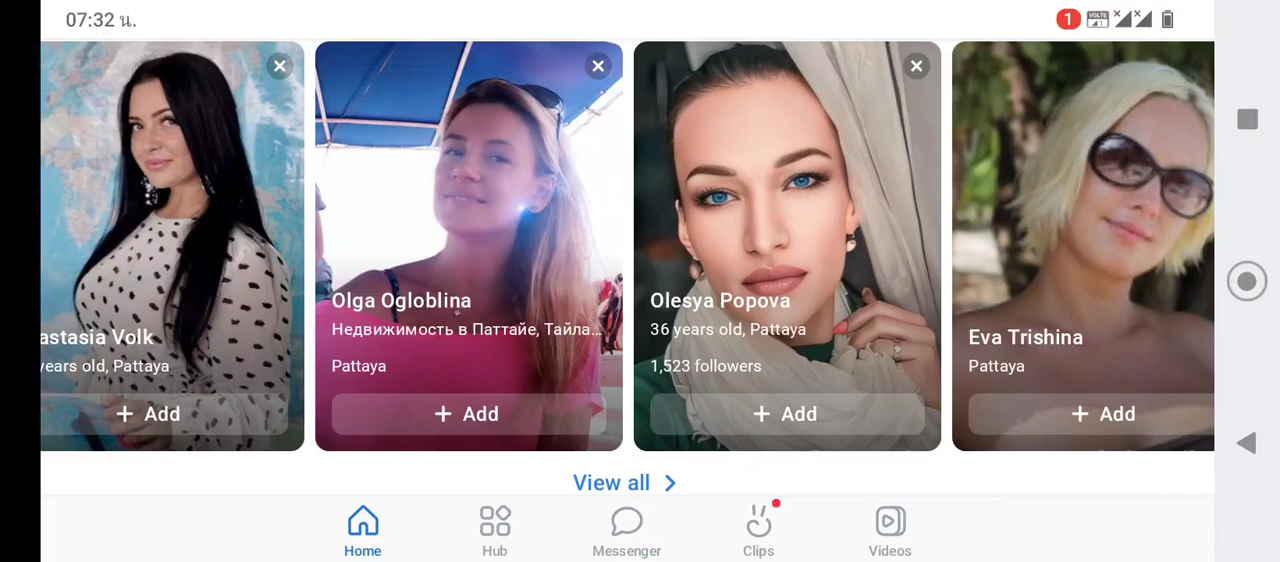 07:32 น.
1
VOLTE
astasia Volk
years old, Pattaya
+ Add
Olga Ogloblina
Недвижимость в Паттайе, Тайла...
Pattaya
+ Add
Olesya Popova
36 years old, Pattaya
1,523 followers
+ Add
Eva Trishina
Pattaya
+ Add
View all >
Home
Hub
Messenger
Clips
Videos